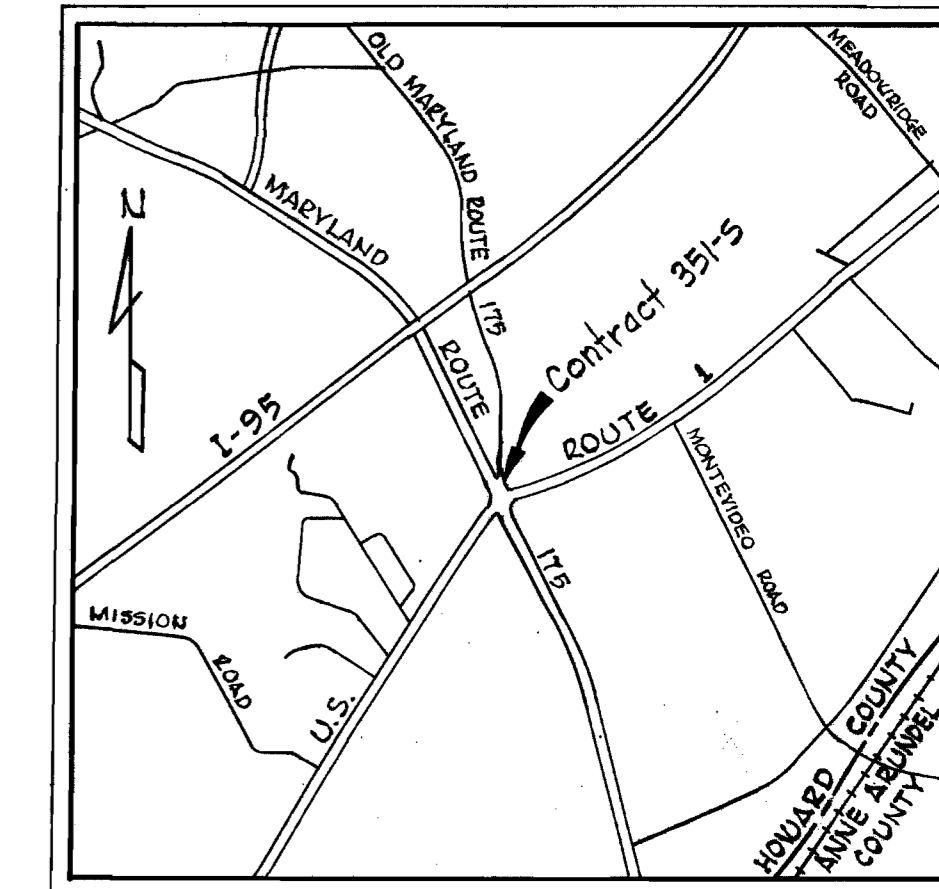 OLD MARYLAND ROUTE 175
MEADOWRIDGE
ROAD
N
MARYLAND ROUTE 175
Contract 351-S
I-95
U.S. ROUTE 1
MONTEVIDEO ROAD
MISSION ROAD
HOWARD COUNTY
ANNE ARUNDEL
COUNTY